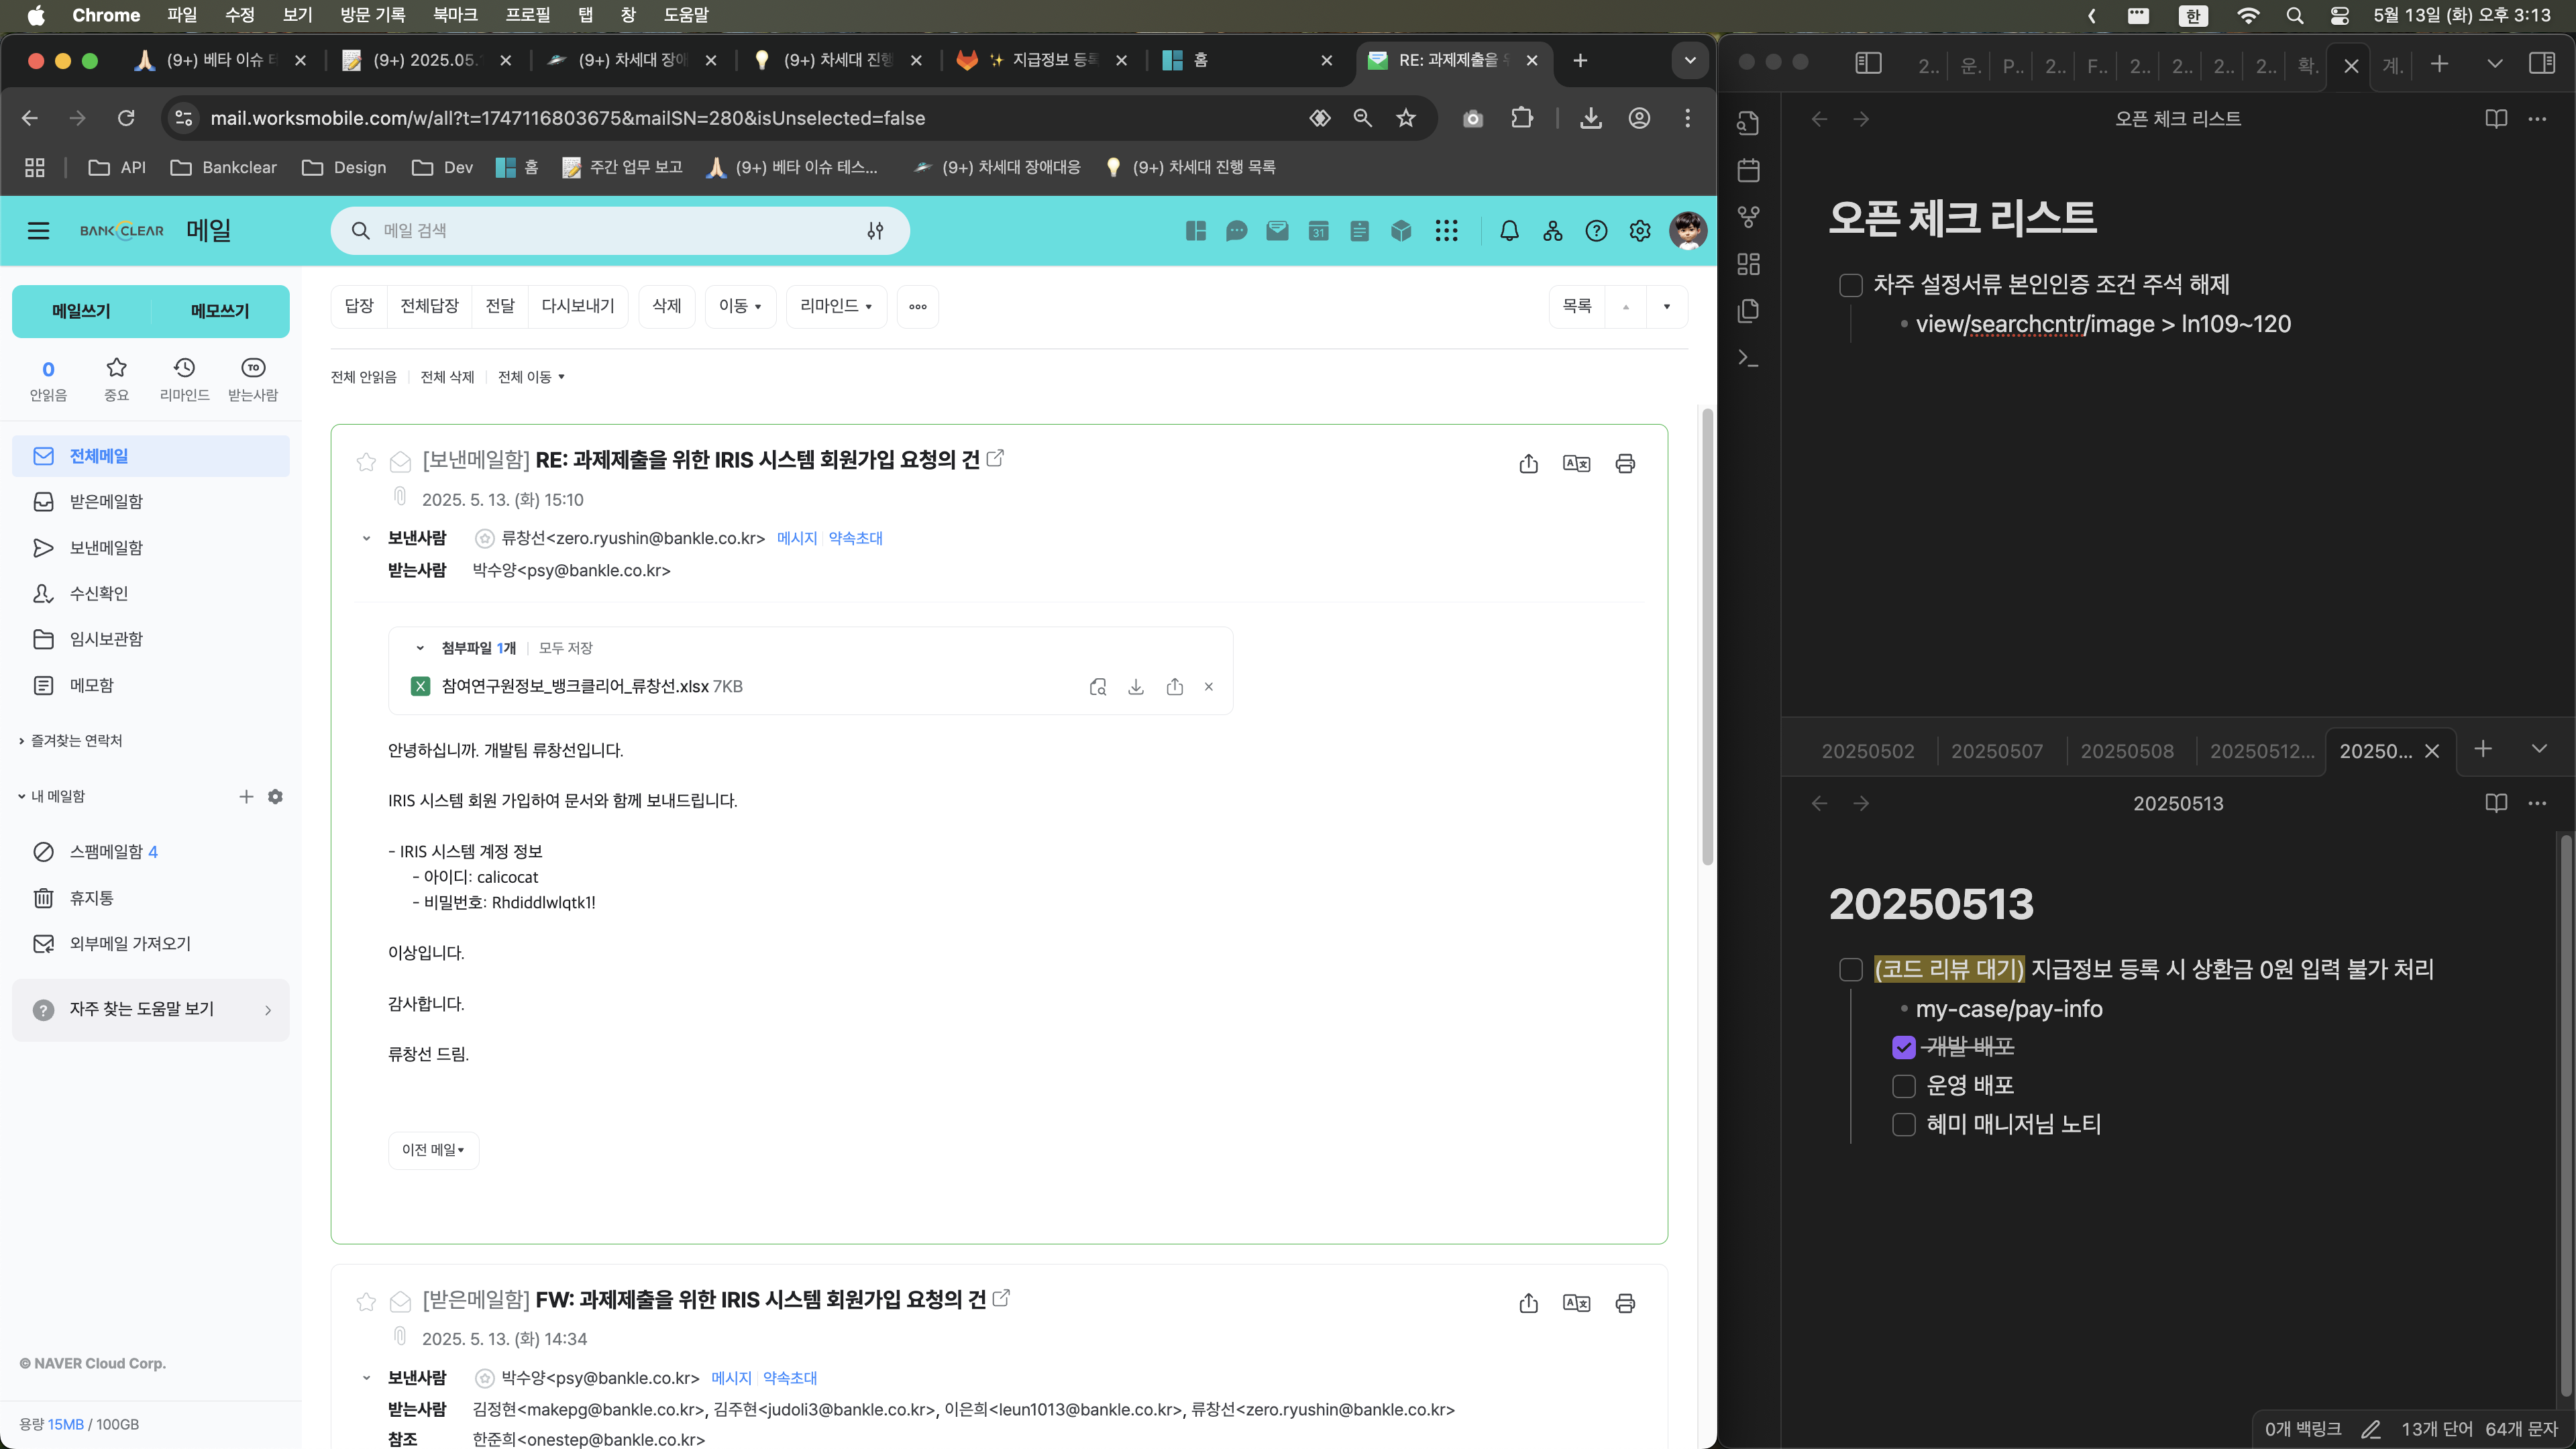 Chrome 파일 수정 보기 방문 기록 북마크 프로필 탭 창 도움말
한 5월 13일 (화) 오후 3:13
(9+) 베타 이슈 테
(9+) 2025.05.
(9+) 차세대 장애
(9+) 차세대 진행
✨ 지급정보 등록
홈
RE: 과제제출을 위
mail.worksmobile.com/w/all?t=1747116803675&mailSN=280&isUnselected=false
API Bankclear Design Dev 홈 주간 업무 보고 (9+) 베타 이슈 테스... (9+) 차세대 장애대응 (9+) 차세대 진행 목록
BANKCLEAR 메일
메일 검색
31
메일쓰기 메모쓰기
0
TO
안읽음 중요 리마인드 받는사람
전체메일
받은메일함
보낸메일함
수신확인
임시보관함
메모함
즐겨찾는 연락처
내 메일함
스팸메일함 4
휴지통
외부메일 가져오기
? 자주 찾는 도움말 보기
© NAVER Cloud Corp.
용량 15MB / 100GB
답장 전체답장 전달 다시보내기 삭제 이동 리마인드 목록
전체 안읽음 전체 삭제 전체 이동
[보낸메일함] RE: 과제제출을 위한 IRIS 시스템 회원가입 요청의 건
2025. 5. 13. (화) 15:10
보낸사람 류창선<zero.ryushin@bankle.co.kr> 메시지 약속초대
받는사람 박수양<psy@bankle.co.kr>
첨부파일 1개 모두 저장
X 참여연구원정보_뱅크클리어_류창선.xlsx 7KB
안녕하십니까. 개발팀 류창선입니다.
IRIS 시스템 회원 가입하여 문서와 함께 보내드립니다.
- IRIS 시스템 계정 정보
- 아이디: calicocat
- 비밀번호: Rhdiddlwlqtk1!
이상입니다.
감사합니다.
류창선 드림.
이전 메일
[받은메일함] FW: 과제제출을 위한 IRIS 시스템 회원가입 요청의 건
2025. 5. 13. (화) 14:34
보낸사람 박수양<psy@bankle.co.kr> 메시지 약속초대
받는사람 김정현<makepg@bankle.co.kr>, 김주현<judoli3@bankle.co.kr>, 이은희<leun1013@bankle.co.kr>, 류창선<zero.ryushin@bankle.co.kr>
참조 한준희<onestep@bankle.co.kr>
2.. 운. P.. 2.. F.. 2.. 2.. 2.. 2.. 확. 계.
오픈 체크 리스트
오픈 체크 리스트
차주 설정서류 본인인증 조건 주석 해제
• view/searchcntr/image > ln109~120
20250502 20250507 20250508 20250512... 20250...
20250513
20250513
(코드 리뷰 대기) 지급정보 등록 시 상환금 0원 입력 불가 처리
• my-case/pay-info
개발 배포
운영 배포
혜미 매니저님 노티
0개 백링크 13개 단어 64개 문자